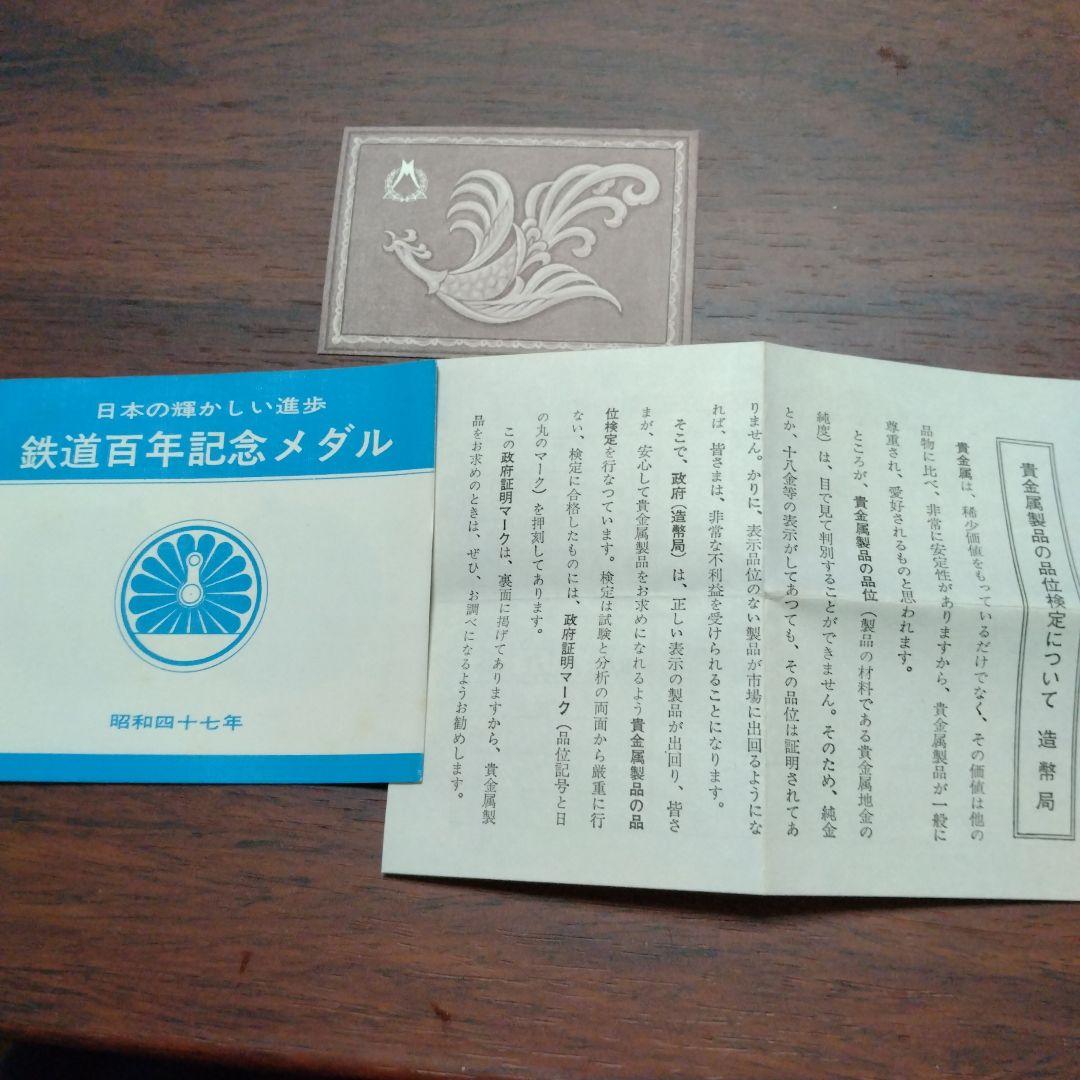 日本の輝かしい進歩
鉄道百年記念メダル
昭和四十七年
貴金属製品の品位検定について 造幣局
貴金属は、稀少価値をもっているだけでなく、その価値は他の
品物に比べ、非常に安定性がありますから、貴金属製品が一般に
尊重され、愛好されるものと思われます。
ところが、貴金属製品の品位(製品の材料である貴金属地金の
純度)は、目で見て判別することができません。そのため、純金
とか、十八金等の表示がしてあつても、その品位は証明されてあ
りません。かりに、表示品位のない製品が市場に出回るようにな
れば、皆さまは、非常な不利益を受けられることになります。
そこで、政府(造幣局)は、正しい表示の製品が出回り、皆さ
まが、安心して貴金属製品をお求めになれるよう貴金属製品の品
位検定を行なつています。検定は試験と分析の両面から厳重に行
ない、検定に合格したものには、政府証明マーク(品位記号と日
の丸のマーク)を押刻してあります。
この政府証明マークは、裏面に掲げてありますから、貴金属製
品をお求めのときは、ぜひ、お調べになるようお勧めします。